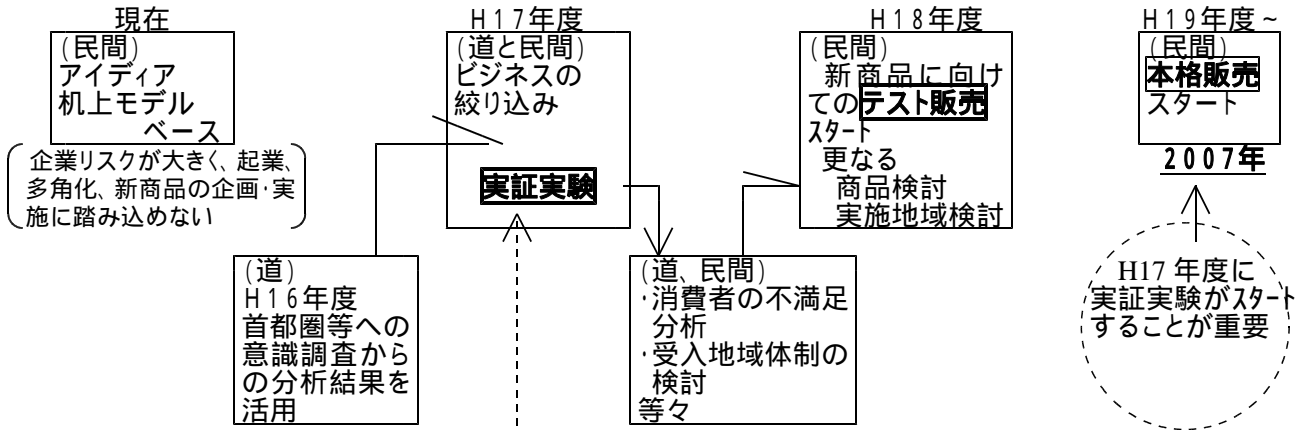 現在
(民間)
アイディア
机上モデル
ベース
企業リスクが大きく、起業、
多角化、新商品の企画・実
施に踏み込めない
H17年度
(道と民間)
ビジネスの
絞り込み
実証実験
H18年度
(民間)
新商品に向け
てのテスト販売
スタート
更なる
商品検討
実施地域検討
H19年度~
(民間)
本格販売
スタート
2007年
(道)
H16年度
首都圏等への
意識調査から
の分析結果を
活用
(道、民間)
・消費者の不満足
分析
・受入地域体制の
検討
等々
H17年度に
実証実験がスタート
することが重要